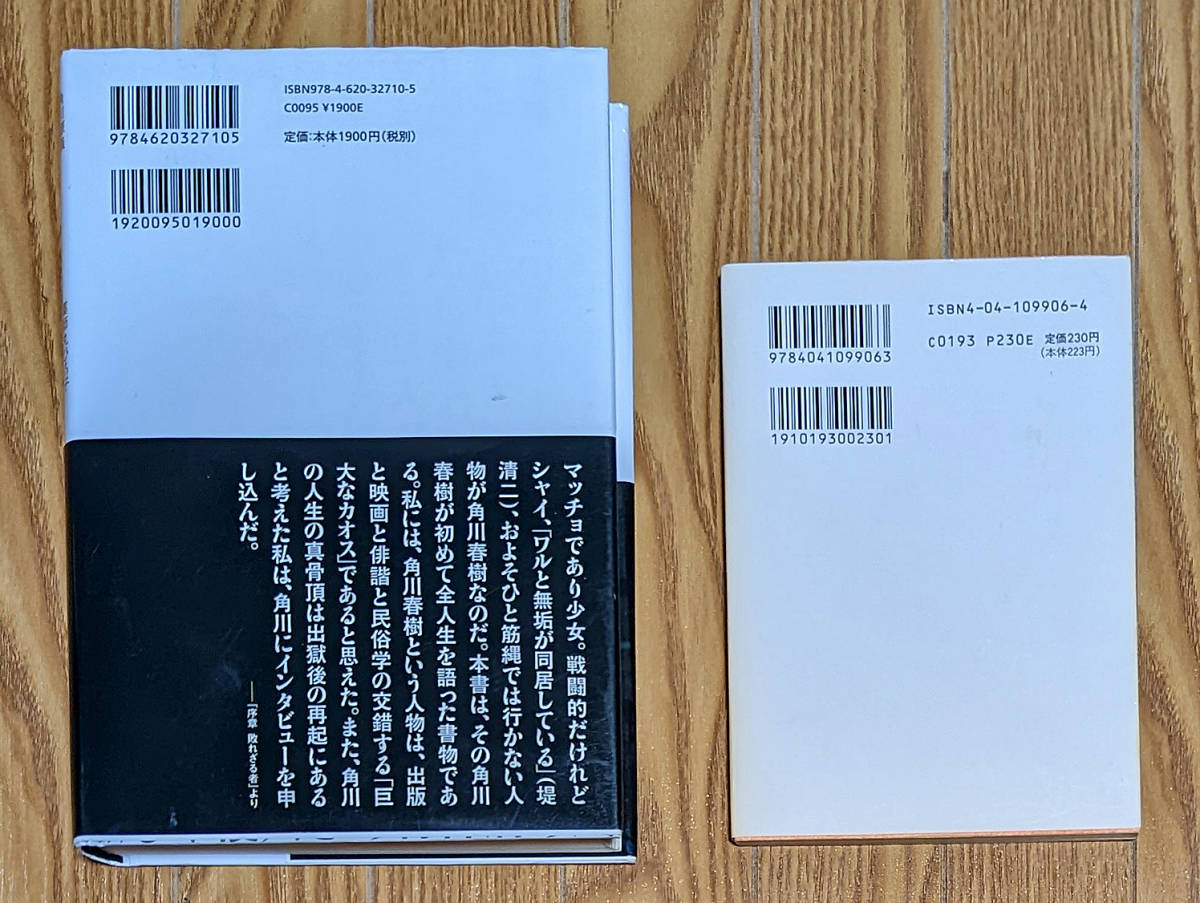 ISBN978-4-620-32710-5
C0095 ¥1900E
定価:本体1900円(税別)
9784620327105
1920095019000
マッチョであり少女。戦闘的だけれど
シャイ、「ワルと無垢が同居している」(堤
清二)、およそひと筋縄では行かない人
物が角川春樹なのだ。本書は、その角川
春樹が初めて全人生を語った書物であ
る。私には、角川春樹という人物は、出版
と映画と俳諧と民俗学の交錯する「巨
大なカオス」であると思えた。また、角川
の人生の真骨頂は出獄後の再起にある
と考えた私は、角川にインタビューを申
し込んだ。
──「序章 敗れざる者」より
ISBN4-04-109906-4
C0193 P230E 定価230円
(本体223円)
9784041099063
1910193002301